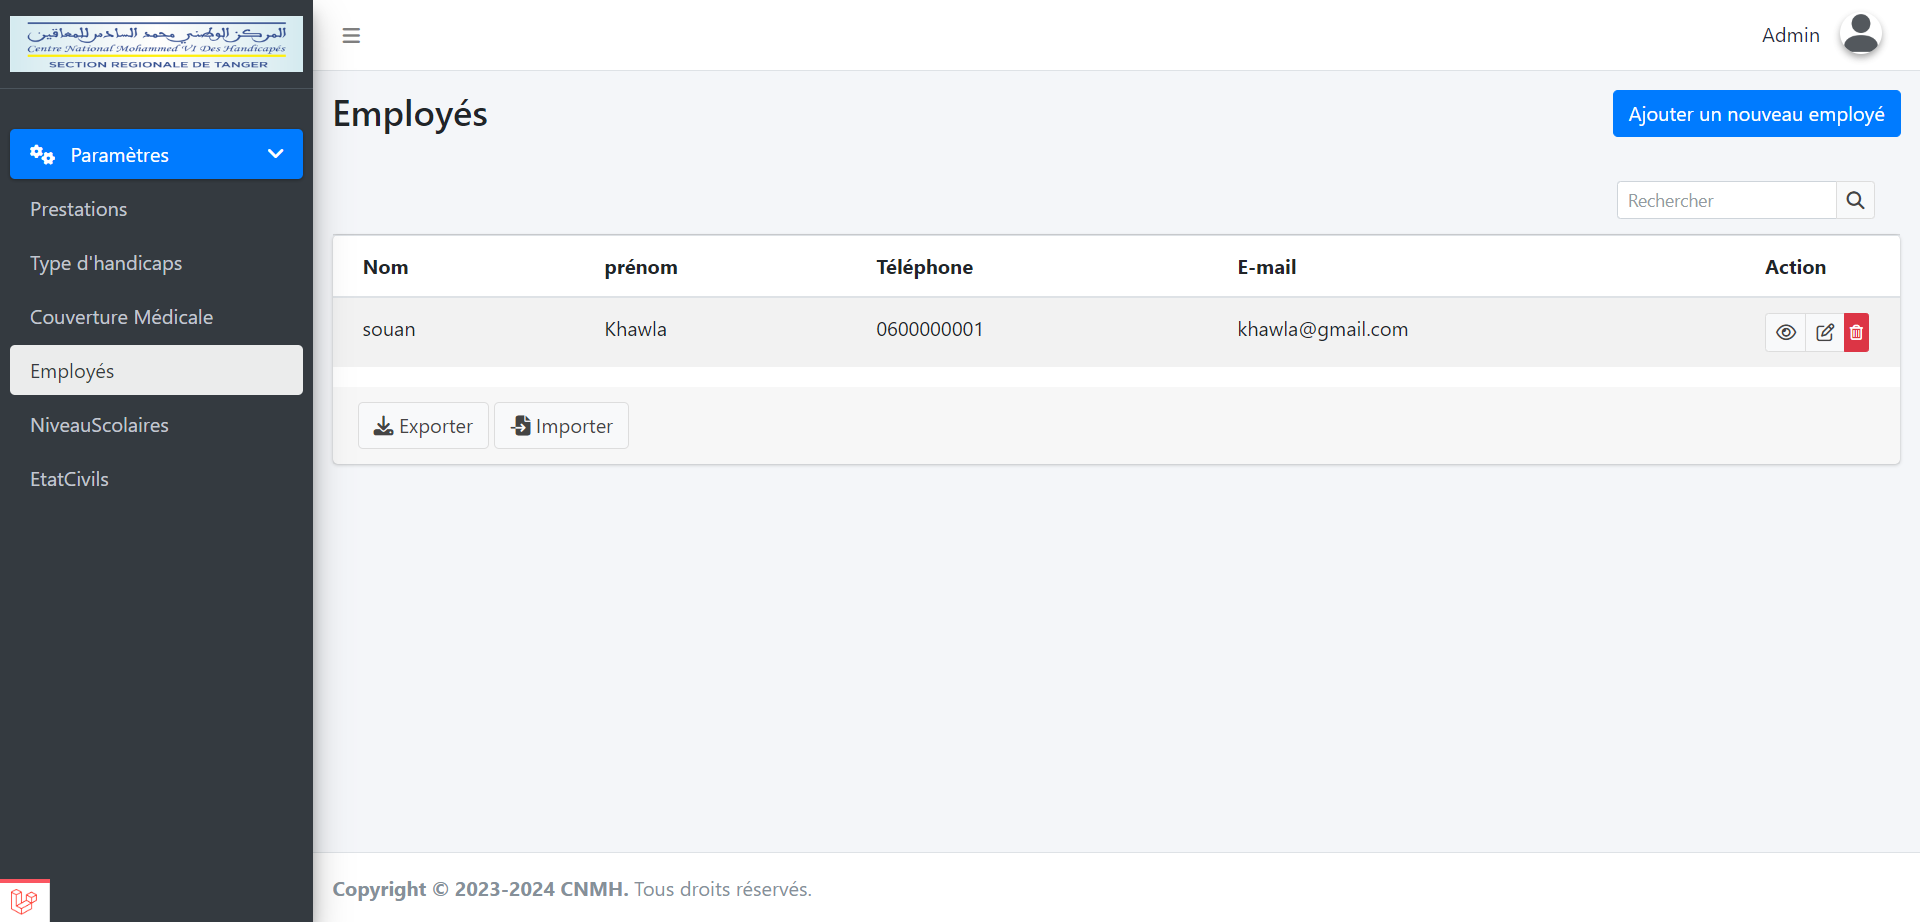 المركز الوطني محمد السادس للمعاقين
Centre National Mohammed VI Des Handicapés
SECTION REGIONALE DE TANGER
Admin
Paramètres
Prestations
Type d'handicaps
Couverture Médicale
Employés
NiveauScolaires
EtatCivils
Employés
Ajouter un nouveau employé
Rechercher
Nom prénom Téléphone E-mail Action
souan Khawla 0600000001 khawla@gmail.com
Exporter Importer
Copyright © 2023-2024 CNMH. Tous droits réservés.